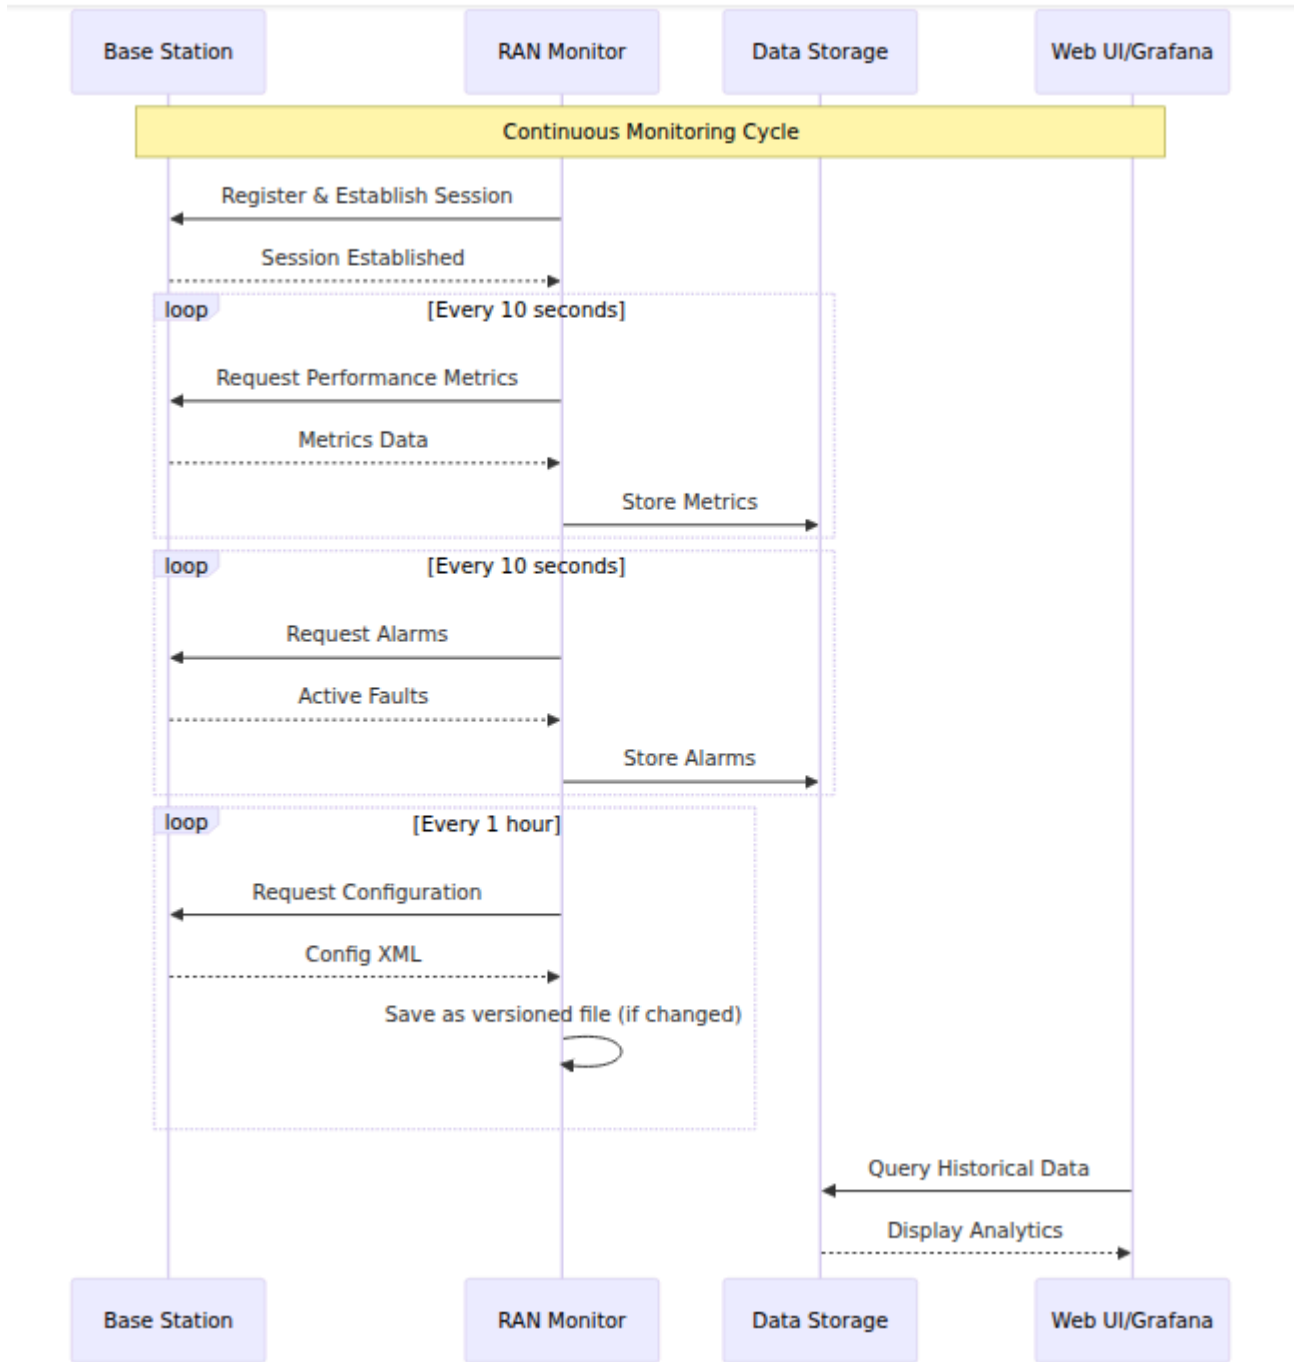 Base Station
RAN Monitor
Data Storage
Web UI/Grafana
Continuous Monitoring Cycle
Register & Establish Session
Session Established
loop
[Every 10 seconds]
Request Performance Metrics
Metrics Data
Store Metrics
loop
[Every 10 seconds]
Request Alarms
Active Faults
Store Alarms
loop
[Every 1 hour]
Request Configuration
Config XML
Save as versioned file (if changed)
Query Historical Data
Display Analytics
Base Station
RAN Monitor
Data Storage
Web UI/Grafana